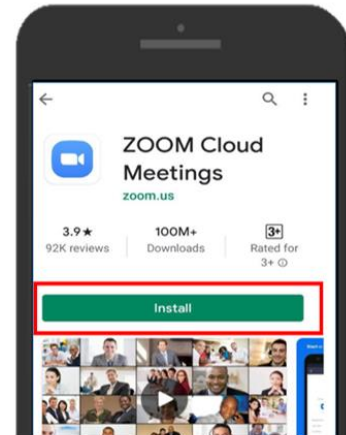 ZOOM Cloud
Meetings
zoom.us
3.9★
92K reviews
100M+
Downloads
3+
Rated for
3+ ⓘ
Install